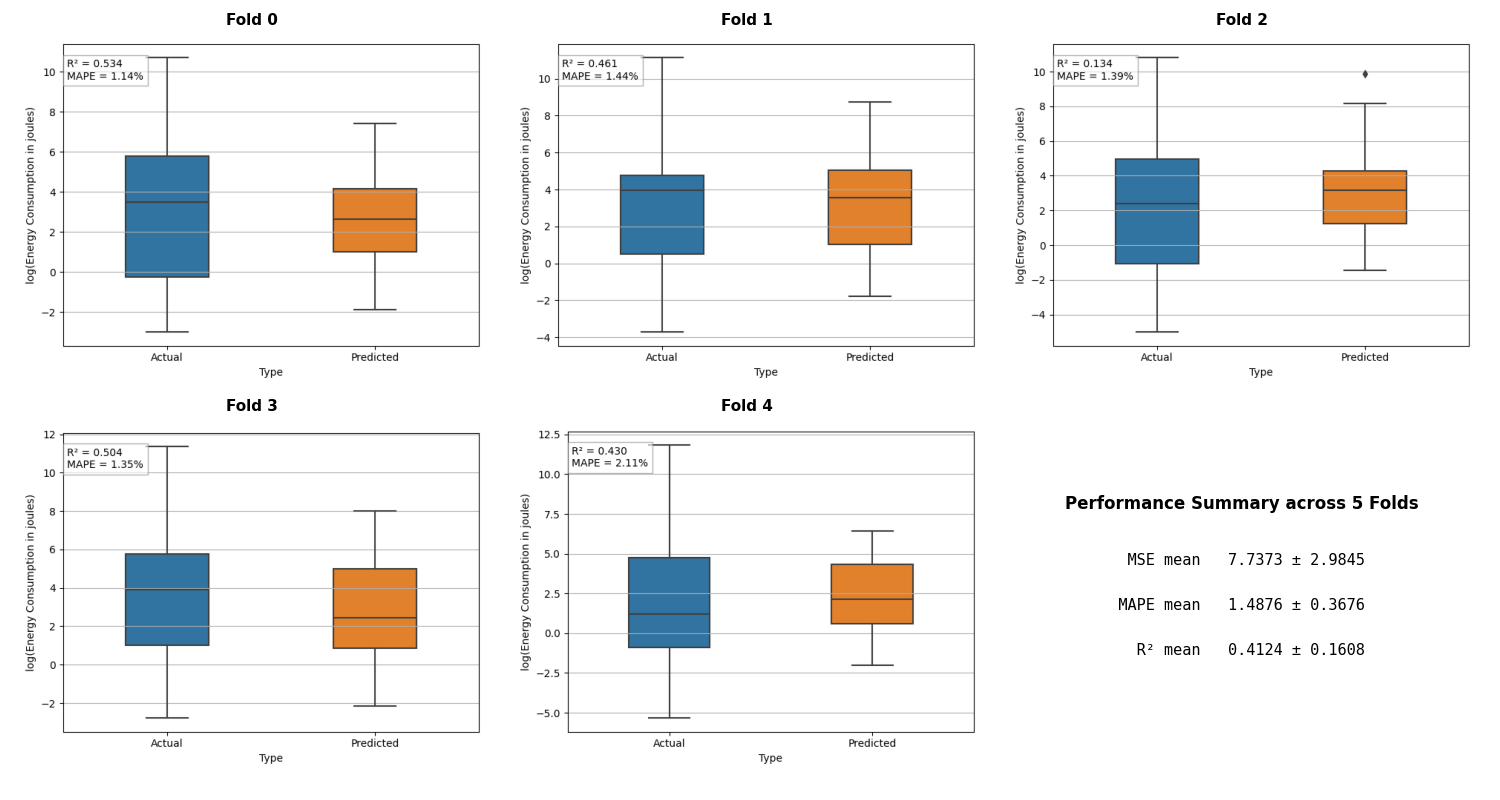 Fold 0
R² = 0.534
MAPE = 1.14%
10
8
6
4
2
0
−2
log(Energy Consumption in joules)
Actual
Predicted
Type
Fold 1
R² = 0.461
MAPE = 1.44%
10
8
6
4
2
0
−2
−4
log(Energy Consumption in joules)
Actual
Predicted
Type
Fold 2
R² = 0.134
MAPE = 1.39%
10
8
6
4
2
0
−2
−4
log(Energy Consumption in joules)
Actual
Predicted
Type
Fold 3
R² = 0.504
MAPE = 1.35%
12
10
8
6
4
2
0
−2
log(Energy Consumption in joules)
Actual
Predicted
Type
Fold 4
R² = 0.430
MAPE = 2.11%
12.5
10.0
7.5
5.0
2.5
0.0
−2.5
−5.0
log(Energy Consumption in joules)
Actual
Predicted
Type
Performance Summary across 5 Folds
MSE mean 7.7373 ± 2.9845
MAPE mean 1.4876 ± 0.3676
R² mean 0.4124 ± 0.1608